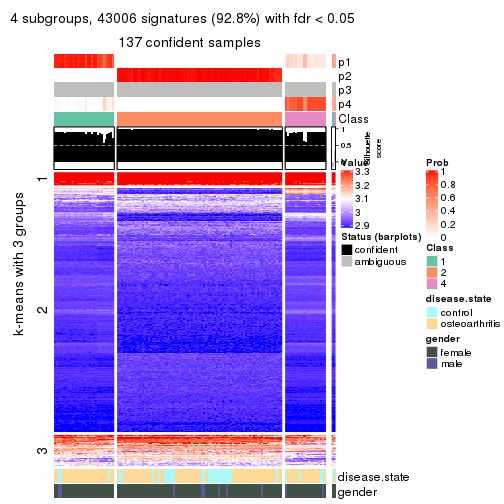 4 subgroups, 43006 signatures (92.8%) with fdr < 0.05
137 confident samples
p1
p2
p3
p4
Class
1
0.5
0
Silhouette
score
k-means with 3 groups
1
2
3
disease.state
gender
Value
3.3
3.2
3.1
3
2.9
Status (barplots)
confident
ambiguous
Prob
1
0.8
0.6
0.4
0.2
0
Class
1
2
4
disease.state
control
osteoarthritis
gender
female
male